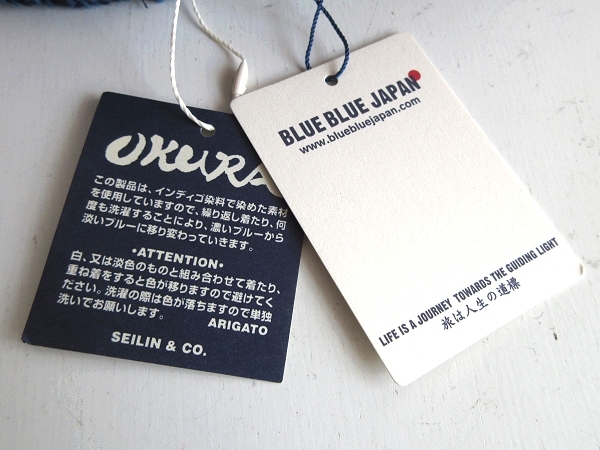 OKURA
この製品は、インディゴ染料で染めた素材
を使用していますので、繰り返し着たり、何
度も洗濯することにより、濃いブルーから
淡いブルーに移り変わっていきます。
•ATTENTION•
白、又は淡色のものと組み合わせて着たり、
重ね着をすると色が移りますので避けてく
ださい。洗濯の際は色が落ちますので単独
洗いでお願いします。
ARIGATO
SEILIN & CO.
BLUE BLUE JAPAN
www.bluebluejapan.com
LIFE IS A JOURNEY TOWARDS THE GUIDING LIGHT
旅は人生の道標